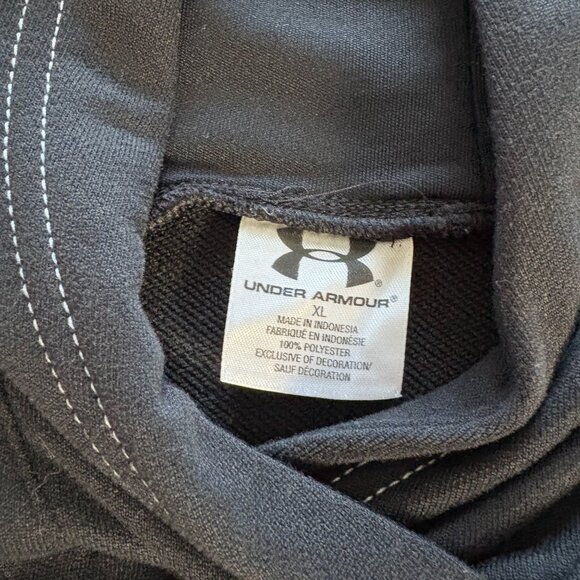 UNDER ARMOUR®
XL
MADE IN INDONESIA
FABRIQUÉ EN INDONÉSIE
100% POLYESTER
EXCLUSIVE OF DECORATION/
SAUF DÉCORATION